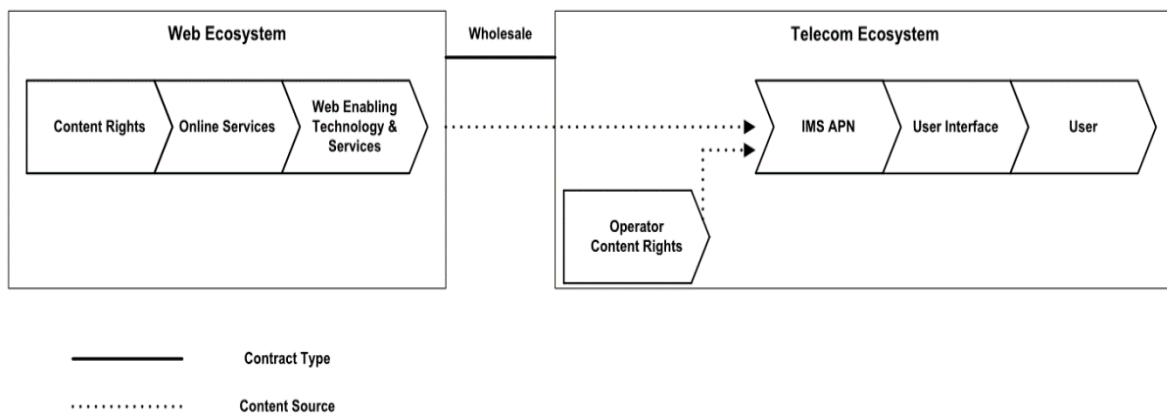 Web Ecosystem
Wholesale
Telecom Ecosystem
Content Rights
Online Services
Web Enabling
Technology &
Services
IMS APN
User Interface
User
Operator
Content Rights
Contract Type
Content Source